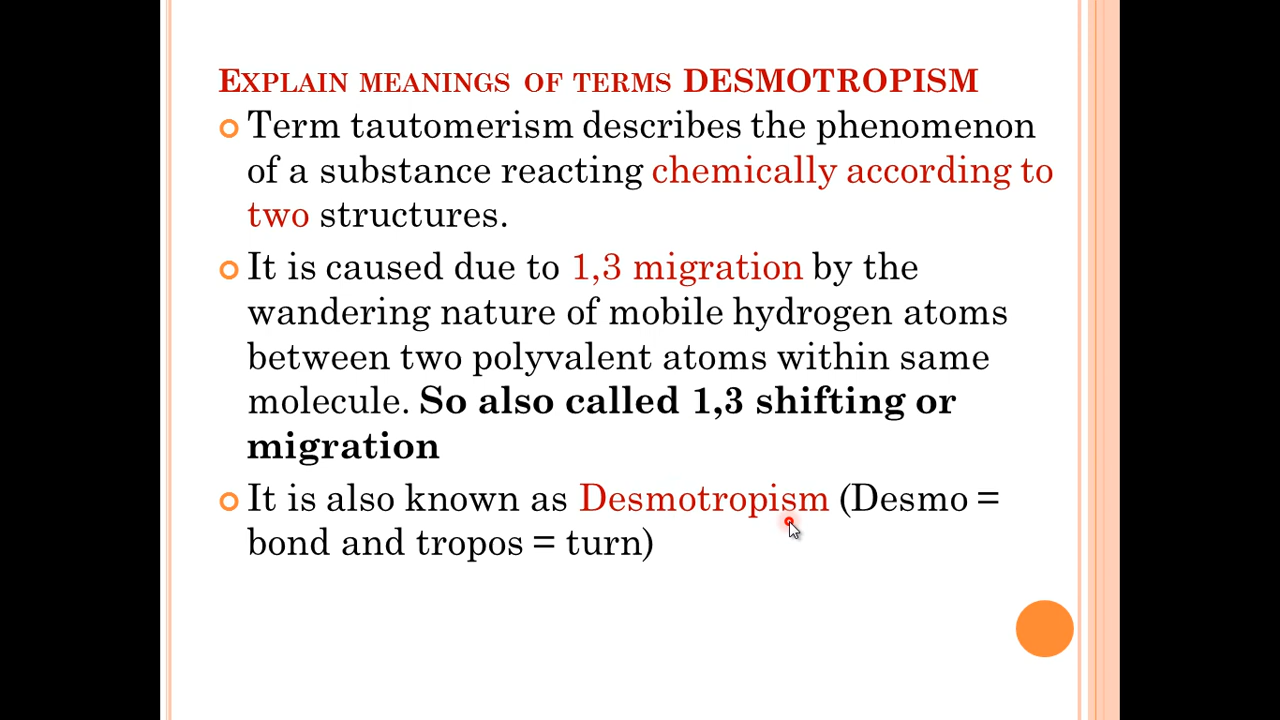 EXPLAIN MEANINGS OF TERMS DESMOTROPISM
Term tautomerism describes the phenomenon
of a substance reacting chemically according to
two structures.
It is caused due to 1,3 migration by the
wandering nature of mobile hydrogen atoms
between two polyvalent atoms within same
molecule. So also called 1,3 shifting or
migration
It is also known as Desmotropism (Desmo =
bond and tropos = turn)